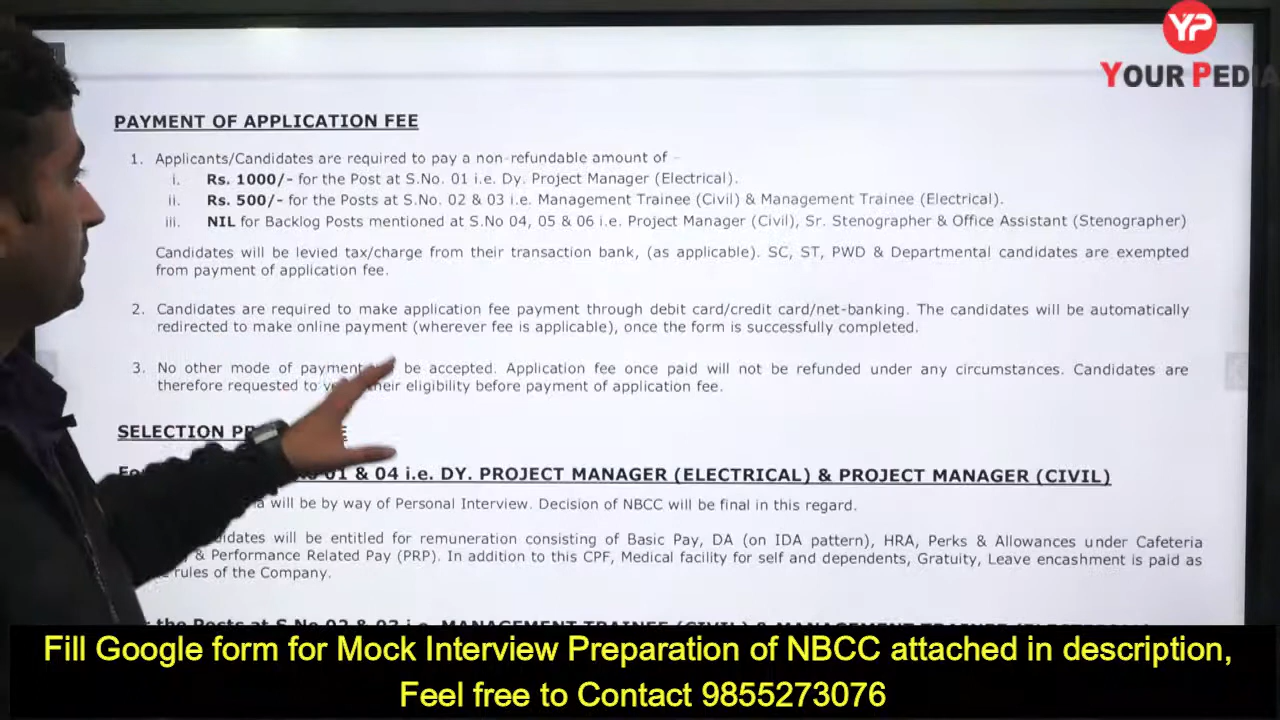 YP
YOUR PEDIA
PAYMENT OF APPLICATION FEE
1. Applicants/Candidates are required to pay a non-refundable amount of -
i. Rs. 1000/- for the Post at S.No. 01 i.e. Dy. Project Manager (Electrical).
ii. Rs. 500/- for the Posts at S.No. 02 & 03 i.e. Management Trainee (Civil) & Management Trainee (Electrical).
iii. NIL for Backlog Posts mentioned at S.No 04, 05 & 06 i.e. Project Manager (Civil), Sr. Stenographer & Office Assistant (Stenographer)
Candidates will be levied tax/charge from their transaction bank, (as applicable). SC, ST, PWD & Departmental candidates are exempted
from payment of application fee.
2. Candidates are required to make application fee payment through debit card/credit card/net-banking. The candidates will be automatically
redirected to make online payment (wherever fee is applicable), once the form is successfully completed.
3. No other mode of payment be accepted. Application fee once paid will not be refunded under any circumstances. Candidates are
therefore requested to their eligibility before payment of application fee.
SELECTION
01 & 04 i.e. DY. PROJECT MANAGER (ELECTRICAL) & PROJECT MANAGER (CIVIL)
will be by way of Personal Interview. Decision of NBCC will be final in this regard.
will be entitled for remuneration consisting of Basic Pay, DA (on IDA pattern), HRA, Perks & Allowances under Cafeteria
& Performance Related Pay (PRP). In addition to this CPF, Medical facility for self and dependents, Gratuity, Leave encashment is paid as
rules of the Company.
the Posts at S.No 02 & 03 i.e. MANAGEMENT TRAINEE (CIVIL) & MANAGEMENT TRAINEE
Fill Google form for Mock Interview Preparation of NBCC attached in description,
Feel free to Contact 9855273076